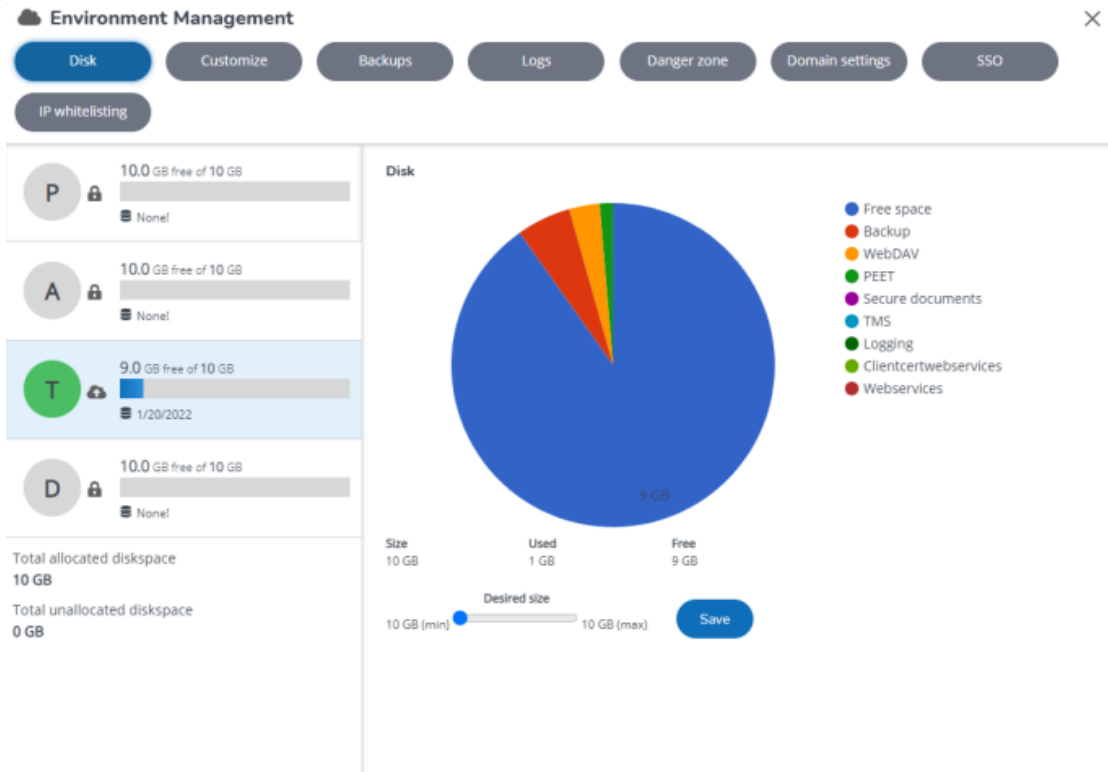 Environment Management
Disk
Customize
Backups
Logs
Danger zone
Domain settings
SSO
IP whitelisting
P
10.0 GB free of 10 GB
None!
A
10.0 GB free of 10 GB
None!
T
9.0 GB free of 10 GB
1/20/2022
D
10.0 GB free of 10 GB
None!
Total allocated diskspace
10 GB
Total unallocated diskspace
0 GB
Disk
9 GB
Free space
Backup
WebDAV
PEET
Secure documents
TMS
Logging
Clientcertwebservices
Webservices
Size Used Free
10 GB 1 GB 9 GB
Desired size
10 GB (min) 10 GB (max) Save